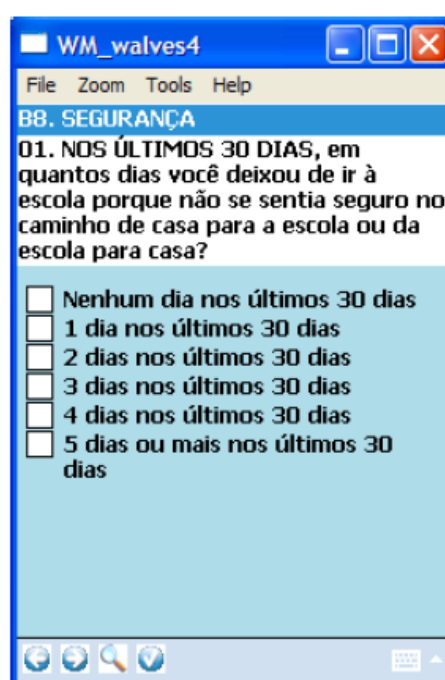 WM_walves4
File Zoom Tools Help
B8. SEGURANÇA
01. NOS ÚLTIMOS 30 DIAS, em
quantos dias você deixou de ir à
escola porque não se sentia seguro no
caminho de casa para a escola ou da
escola para casa?
Nenhum dia nos últimos 30 dias
1 dia nos últimos 30 dias
2 dias nos últimos 30 dias
3 dias nos últimos 30 dias
4 dias nos últimos 30 dias
5 dias ou mais nos últimos 30
dias